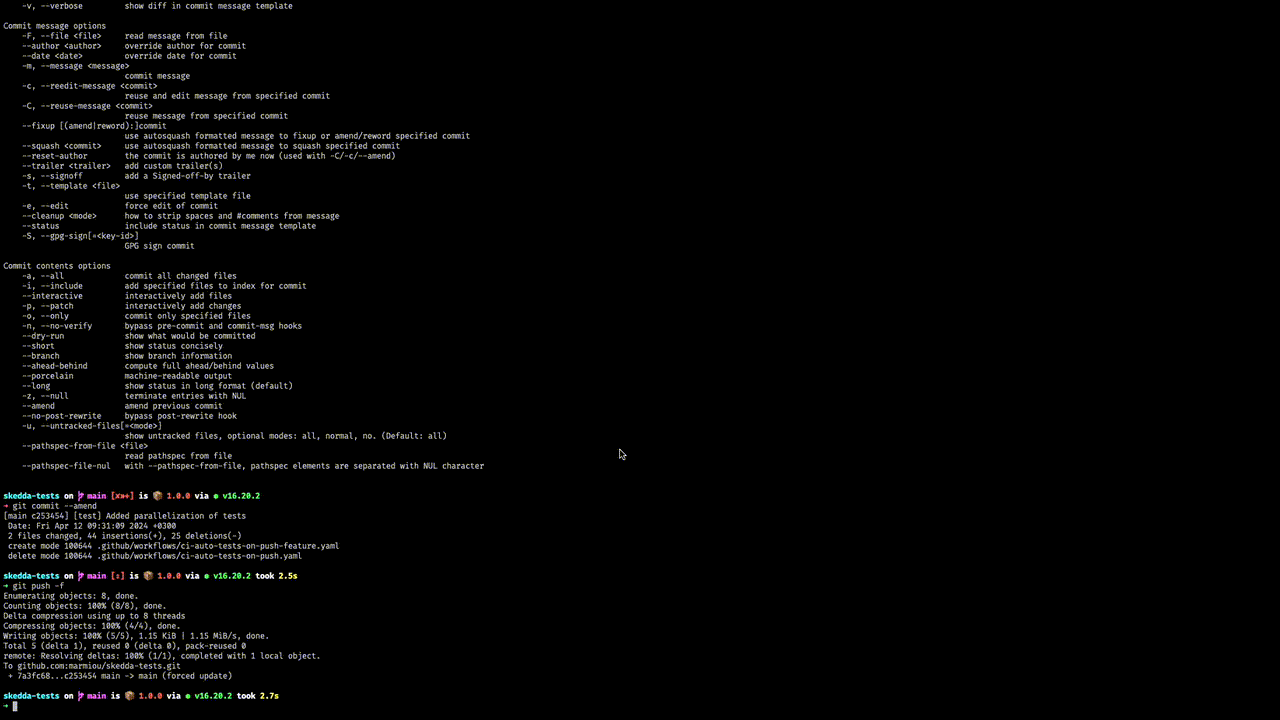 -v, --verbose show diff in commit message template
Commit message options
-F, --file <file> read message from file
--author <author> override author for commit
--date <date> override date for commit
-m, --message <message>
commit message
-c, --reedit-message <commit>
reuse and edit message from specified commit
-C, --reuse-message <commit>
reuse message from specified commit
--fixup [(amend|reword):]commit
use autosquash formatted message to fixup or amend/reword specified commit
--squash <commit> use autosquash formatted message to squash specified commit
--reset-author the commit is authored by me now (used with -C/-c/--amend)
--trailer <trailer> add custom trailer(s)
-s, --signoff add a Signed-off-by trailer
-t, --template <file>
use specified template file
-e, --edit force edit of commit
--cleanup <mode> how to strip spaces and #comments from message
--status include status in commit message template
-S, --gpg-sign[=<key-id>]
GPG sign commit
Commit contents options
-a, --all commit all changed files
-i, --include add specified files to index for commit
--interactive interactively add files
-p, --patch interactively add changes
-o, --only commit only specified files
-n, --no-verify bypass pre-commit and commit-msg hooks
--dry-run show what would be committed
--short show status concisely
--branch show branch information
--ahead-behind compute full ahead/behind values
--porcelain machine-readable output
--long show status in long format (default)
-z, --null terminate entries with NUL
--amend amend previous commit
--no-post-rewrite bypass post-rewrite hook
-u, --untracked-files[=<mode>]
show untracked files, optional modes: all, normal, no. (Default: all)
--pathspec-from-file <file>
read pathspec from file
--pathspec-file-nul with --pathspec-from-file, pathspec elements are separated with NUL character
skedda-tests on main [✘»+] is 📦 1.0.0 via ● v16.20.2
➜ git commit --amend
[main c253454] [test] Added parallelization of tests
Date: Fri Apr 12 09:31:09 2024 +0300
2 files changed, 44 insertions(+), 25 deletions(-)
create mode 100644 .github/workflows/ci-auto-tests-on-push-feature.yaml
delete mode 100644 .github/workflows/ci-auto-tests-on-push.yaml
skedda-tests on main [⇕] is 📦 1.0.0 via ● v16.20.2 took 2.5s
➜ git push -f
Enumerating objects: 8, done.
Counting objects: 100% (8/8), done.
Delta compression using up to 8 threads
Compressing objects: 100% (4/4), done.
Writing objects: 100% (5/5), 1.15 KiB | 1.15 MiB/s, done.
Total 5 (delta 1), reused 0 (delta 0), pack-reused 0
remote: Resolving deltas: 100% (1/1), completed with 1 local object.
To github.com:marmiou/skedda-tests.git
+ 7a3fc68...c253454 main -> main (forced update)
skedda-tests on main is 📦 1.0.0 via ● v16.20.2 took 2.7s
➜